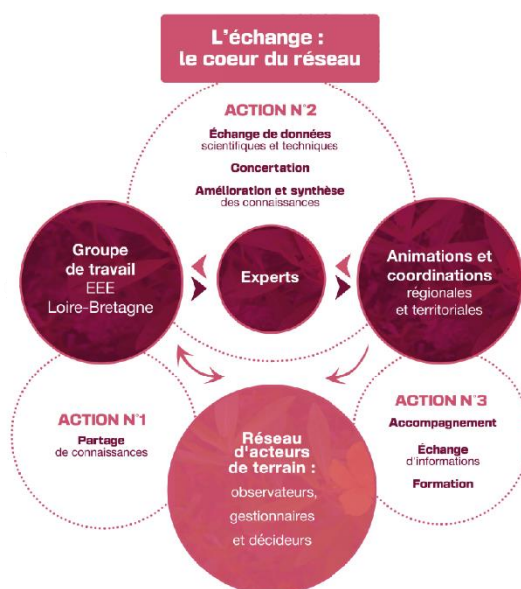 L'échange :
le coeur du réseau
ACTION N°2
Échange de données
scientifiques et techniques
Concertation
Amélioration et synthèse
des connaissances
Groupe
de travail
EEE
Loire-Bretagne
Experts
Animations et
coordinations
régionales
et territoriales
ACTION N°1
Partage
de connaissances
Réseau
d'acteurs
de terrain :
observateurs,
gestionnaires
et décideurs
ACTION N°3
Accompagnement
Échange
d'informations
Formation